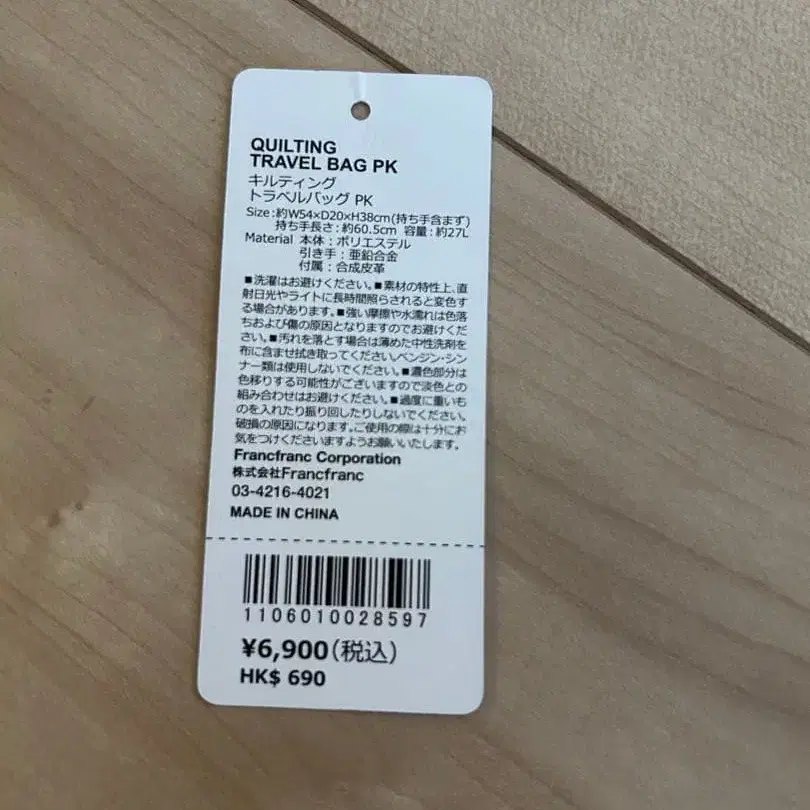 QUILTING
TRAVEL BAG PK
キルティング
トラベルバッグ PK
Size：約W54×D20×H38cm(持ち手含まず)
持ち手長さ：約60.5cm 容量：約27L
Material 本体：ポリエステル
引き手：亜鉛合金
付属：合成皮革
■洗濯はお避けください。■素材の特性上、直
射日光やライトに長時間照らされると変色す
る場合があります。■強い摩擦や水濡れは色落
ちおよび傷の原因となりますのでお避けくだ
さい。■汚れを落とす場合は薄めた中性洗剤を
布に含ませ拭き取ってください。ベンジン・シン
ナー類は使用しないでください。■濃色部分は
色移りする可能性がございますので淡色との
組み合わせはお避けください。■過度に重いも
のを入れたり振り回したりしないでください。
破損の原因になります。ご使用の際は十分にお
気をつけくださいますようお願いいたします。
Francfranc Corporation
株式会社Francfranc
03-4216-4021
MADE IN CHINA
1106010028597
¥6,900(税込)
HK$ 690